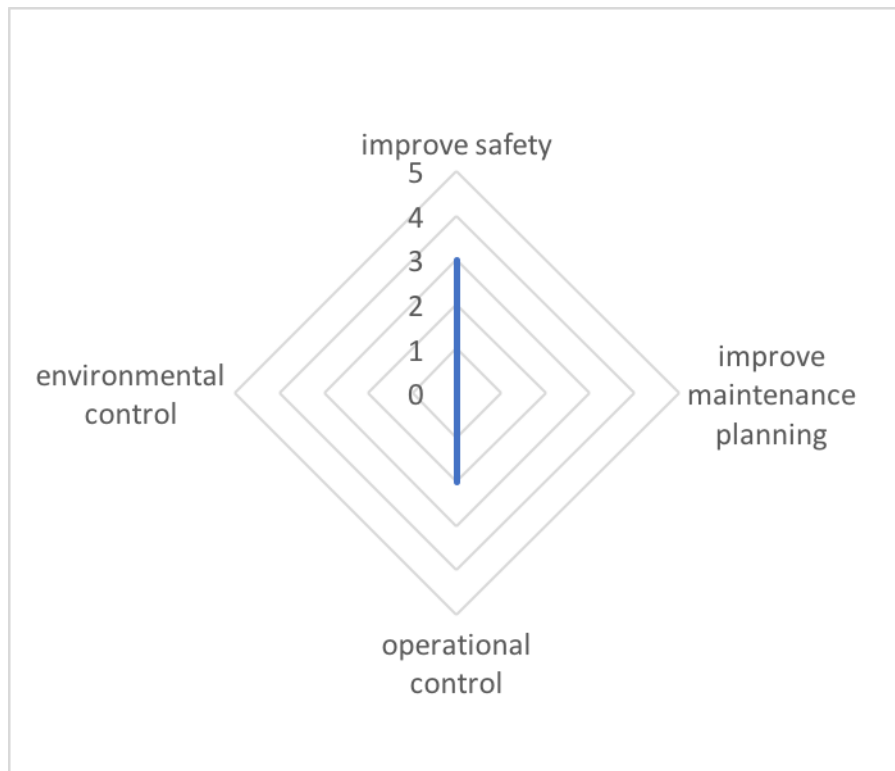 improve safety
5
4
3
2
1
0
environmental
control
improve
maintenance
planning
operational
control